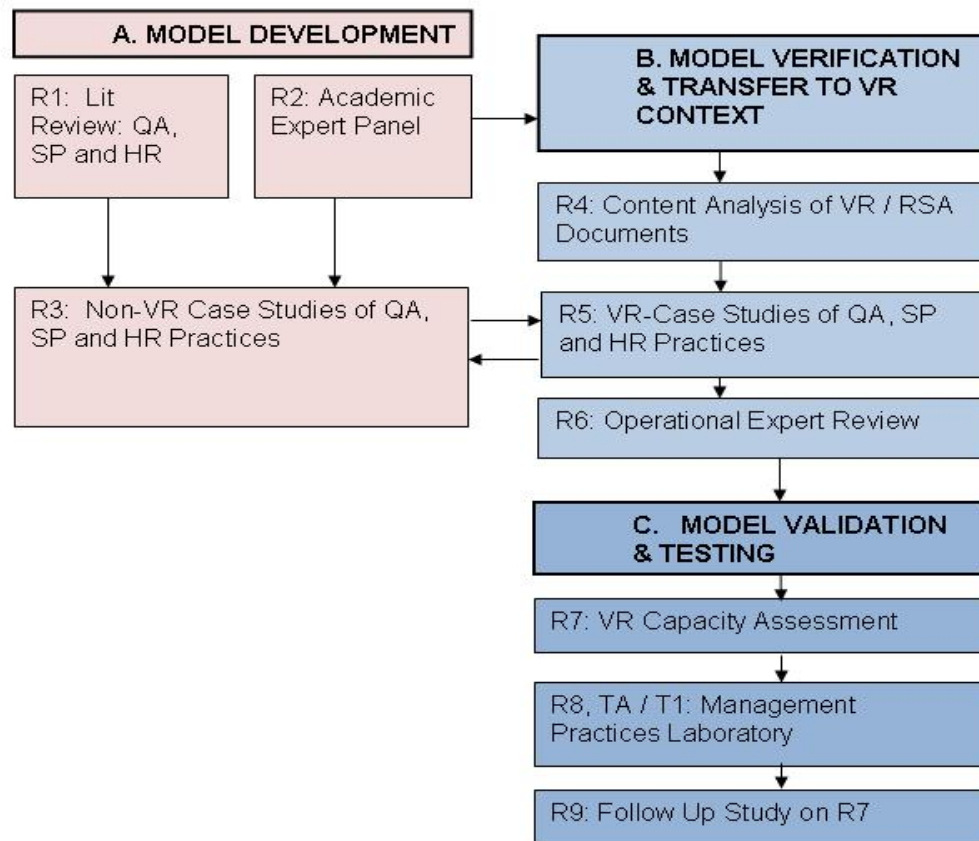 A. MODEL DEVELOPMENT
R1: Lit
Review: QA,
SP and HR
R2: Academic
Expert Panel
R3: Non-VR Case Studies of QA,
SP and HR Practices
B. MODEL VERIFICATION
& TRANSFER TO VR
CONTEXT
R4: Content Analysis of VR / RSA
Documents
R5: VR-Case Studies of QA, SP
and HR Practices
R6: Operational Expert Review
C. MODEL VALIDATION
& TESTING
R7: VR Capacity Assessment
R8, TA / T1: Management
Practices Laboratory
R9: Follow Up Study on R7